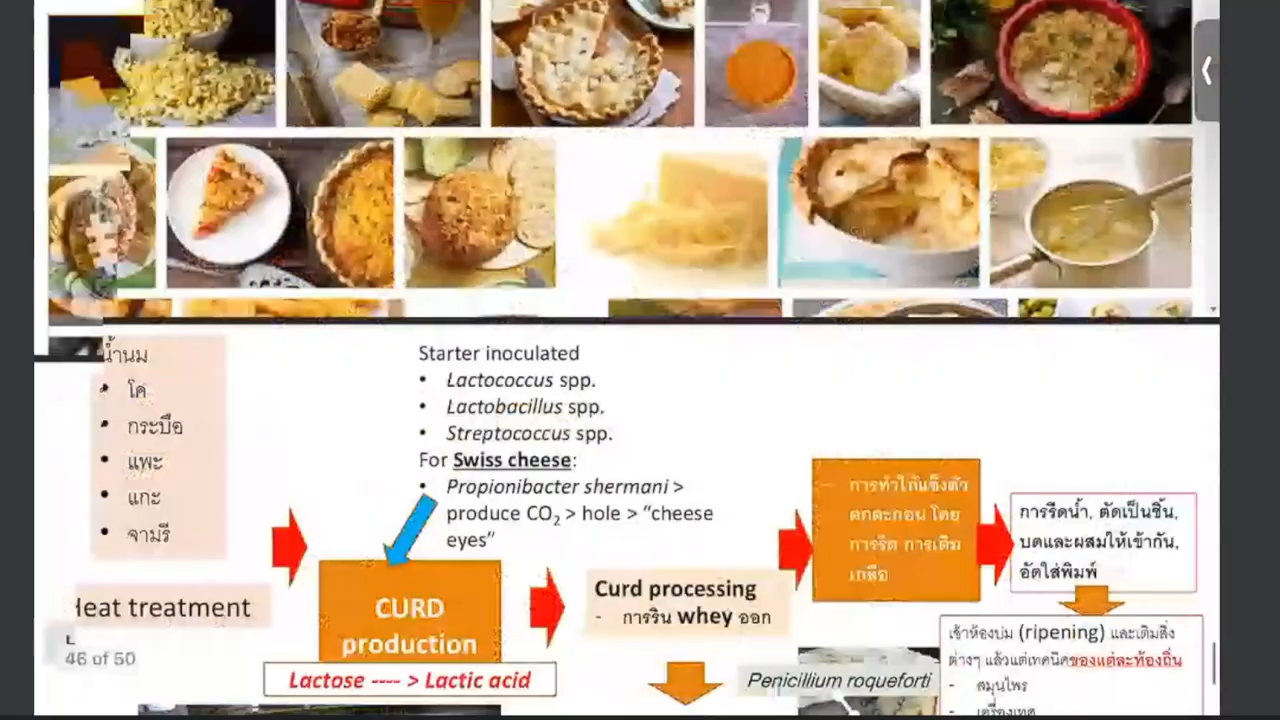 น้ำนม
• โค
• กระบือ
• แพะ
• แกะ
• จามรี
Heat treatment
46 of 50
Starter inoculated
• Lactococcus spp.
• Lactobacillus spp.
• Streptococcus spp.
For Swiss cheese:
• Propionibacter shermani >
produce CO2 > hole > “cheese
eyes”
CURD
production
Lactose ---- > Lactic acid
Curd processing
- การริน whey ออก
- การทำให้แข็งตัว
ตกตะกอน โดย
การรีด การเติม
เกลือ
การรีดน้ำ, ตัดเป็นชิ้น,
บดและผสมให้เข้ากัน,
อัดใส่พิมพ์
เข้าห้องบ่ม (ripening) และเติมสิ่ง
ต่างๆ แล้วแต่เทคนิคของแต่ละท้องถิ่น
- สมุนไพร
- เครื่องเทศ
Penicillium roqueforti